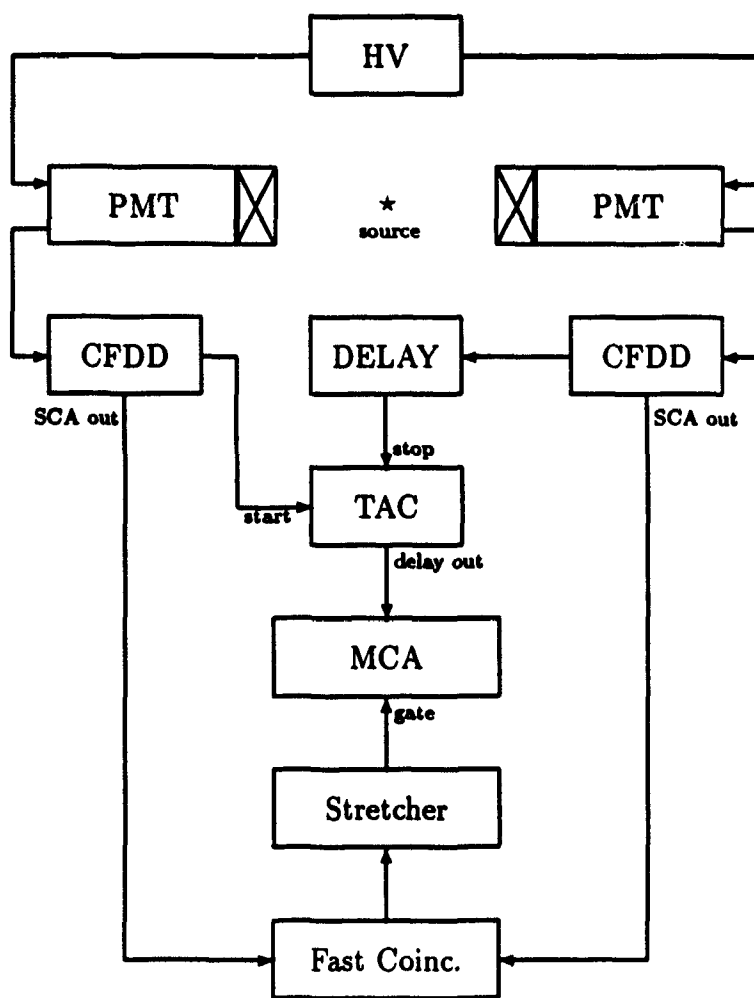 HV
PMT
PMT
★
source
CFDD
DELAY
CFDD
SCA out
SCA out
stop
start
TAC
delay out
MCA
gate
Stretcher
Fast Coinc.